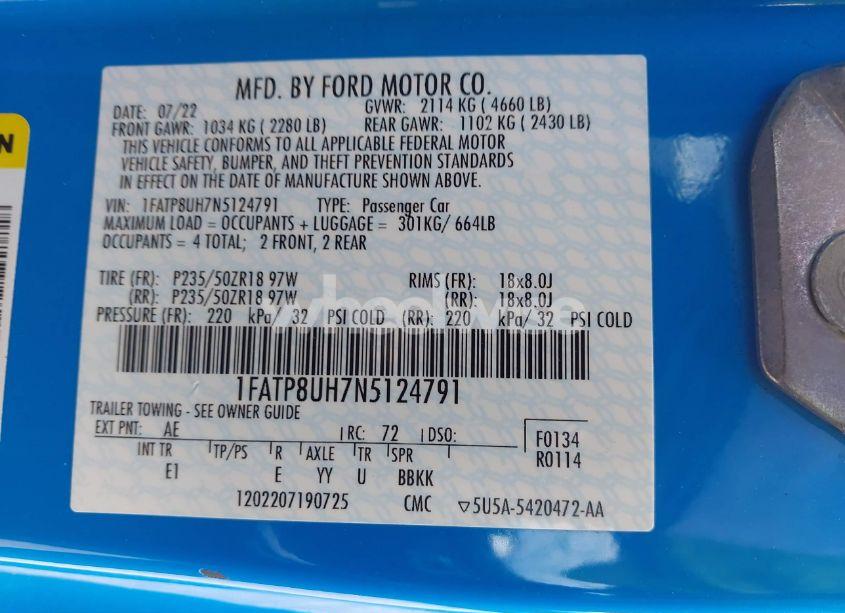 MFD. BY FORD MOTOR CO.
DATE: 07/22 GVWR: 2114 KG ( 4660 LB)
FRONT GAWR: 1034 KG ( 2280 LB) REAR GAWR: 1102 KG ( 2430 LB)
THIS VEHICLE CONFORMS TO ALL APPLICABLE FEDERAL MOTOR
VEHICLE SAFETY, BUMPER, AND THEFT PREVENTION STANDARDS
IN EFFECT ON THE DATE OF MANUFACTURE SHOWN ABOVE.
VIN: 1FATP8UH7N5124791 TYPE: Passenger Car
MAXIMUM LOAD = OCCUPANTS + LUGGAGE = 301KG/ 664LB
OCCUPANTS = 4 TOTAL; 2 FRONT, 2 REAR
TIRE (FR): P235/50ZR18 97W RIMS (FR): 18x8.0J
(RR): P235/50ZR18 97W (RR): 18x8.0J
PRESSURE (FR): 220 kPa/ 32 PSI COLD (RR): 220 kPa/ 32 PSI COLD
1FATP8UH7N5124791
TRAILER TOWING - SEE OWNER GUIDE
EXT PNT: AE RC: 72 DSO: F0134
R0114
INT TR TP/PS R AXLE TR SPR
E1 E YY U BBKK
1202207190725 CMC ▽5U5A-5420472-AA